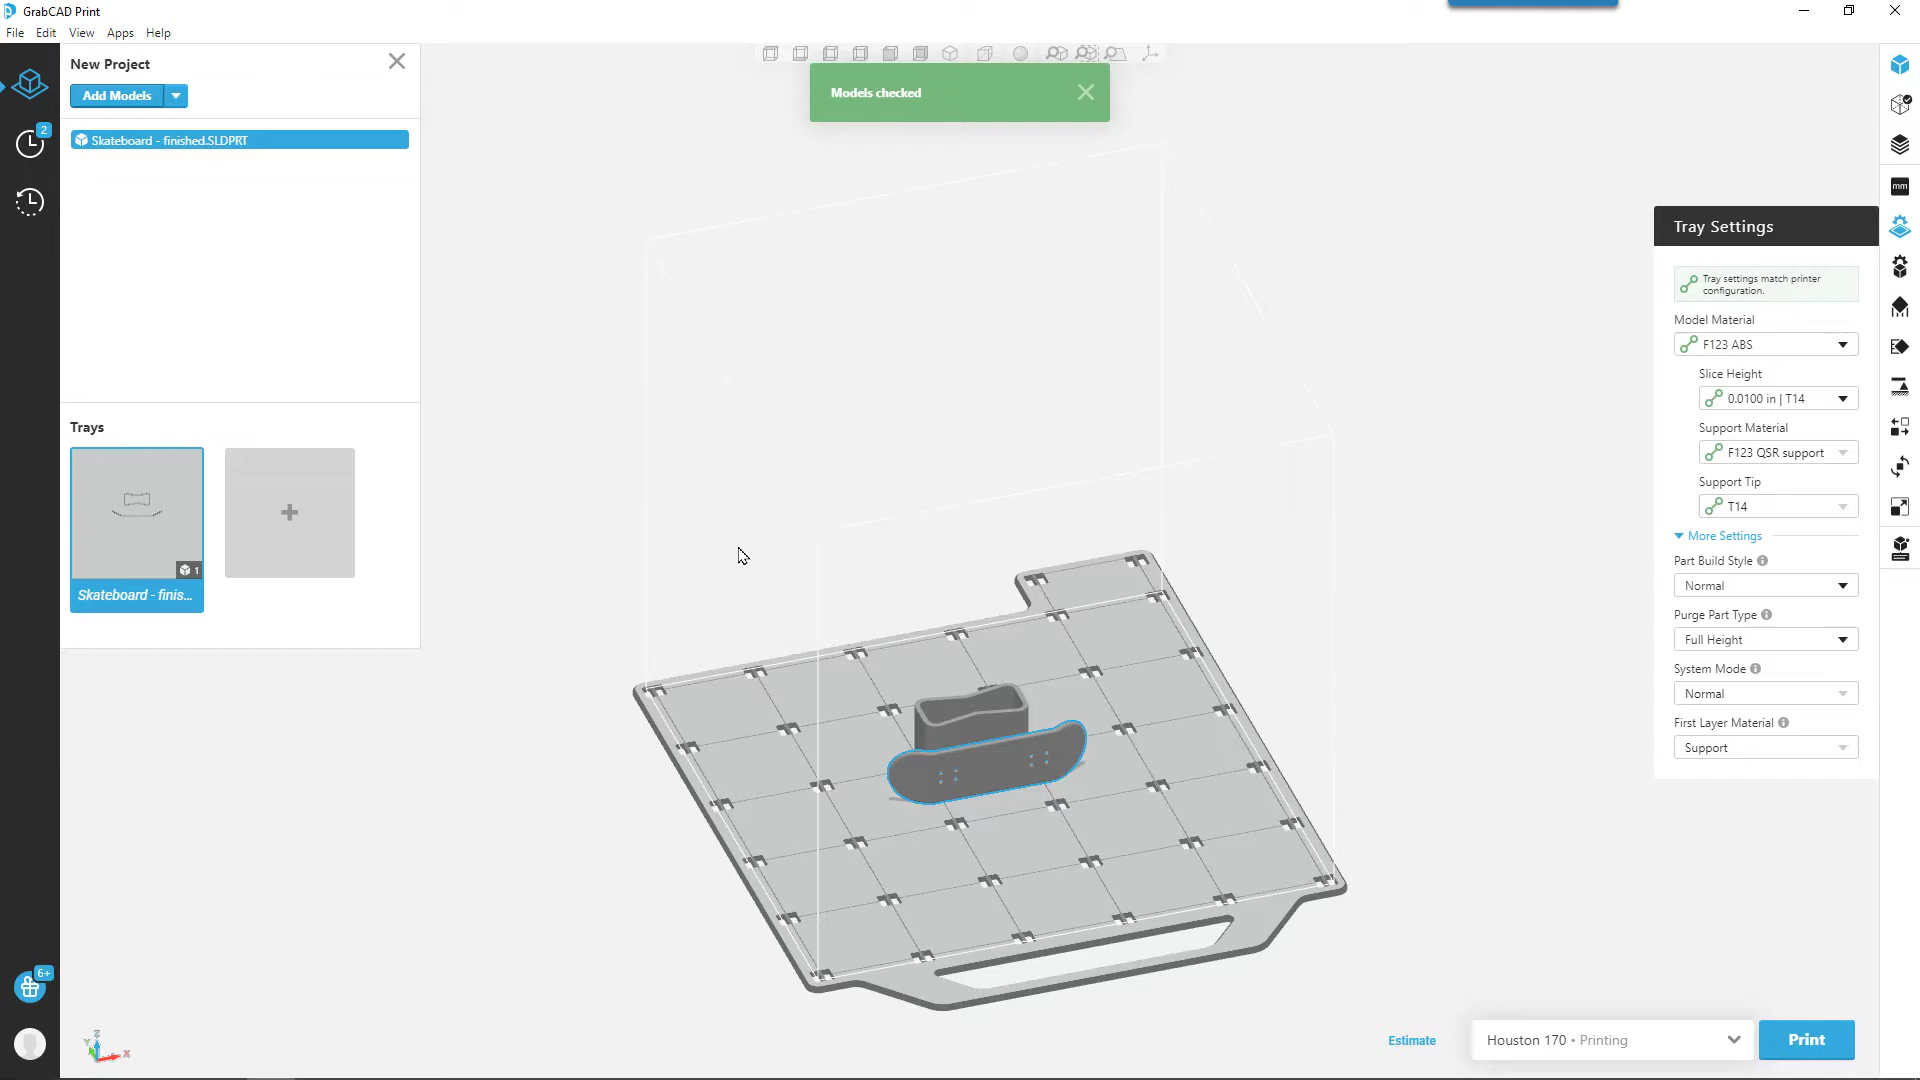 GrabCAD Print
File Edit View Apps Help
New Project
Add Models
Skateboard - finished.SLDPRT
2
Trays
1
+
Skateboard - finis...
6+
Z
Y
X
Models checked
mm
Tray Settings
Tray settings match printer
configuration.
Model Material
F123 ABS
Slice Height
0.0100 in | T14
Support Material
F123 QSR support
Support Tip
T14
More Settings
Part Build Style
Normal
Purge Part Type
Full Height
System Mode
Normal
First Layer Material
Support
Estimate
Houston 170 • Printing
Print